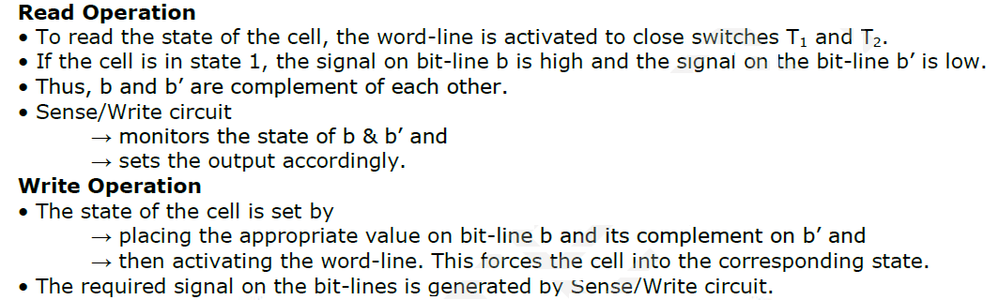 Read Operation
• To read the state of the cell, the word-line is activated to close switches T₁ and T₂.
• If the cell is in state 1, the signal on bit-line b is high and the signal on the bit-line b′ is low.
• Thus, b and b′ are complement of each other.
• Sense/Write circuit
→ monitors the state of b & b′ and
→ sets the output accordingly.
Write Operation
• The state of the cell is set by
→ placing the appropriate value on bit-line b and its complement on b′ and
→ then activating the word-line. This forces the cell into the corresponding state.
• The required signal on the bit-lines is generated by Sense/Write circuit.